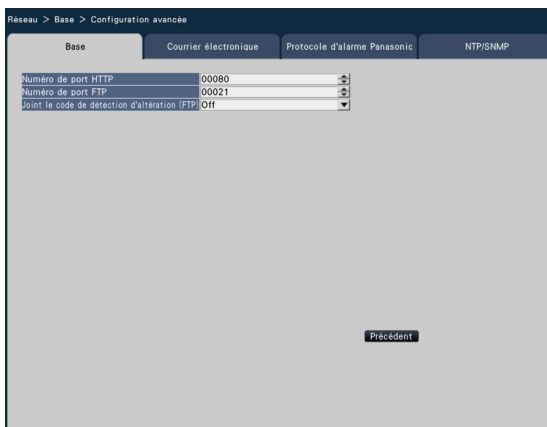 Réseau > Base > Configuration avancée
Base Courrier électronique Protocole d'alarme Panasonic NTP/SNMP
Numéro de port HTTP 00080
Numéro de port FTP 00021
Joint le code de détection d'altération (FTP) Off
Précédent